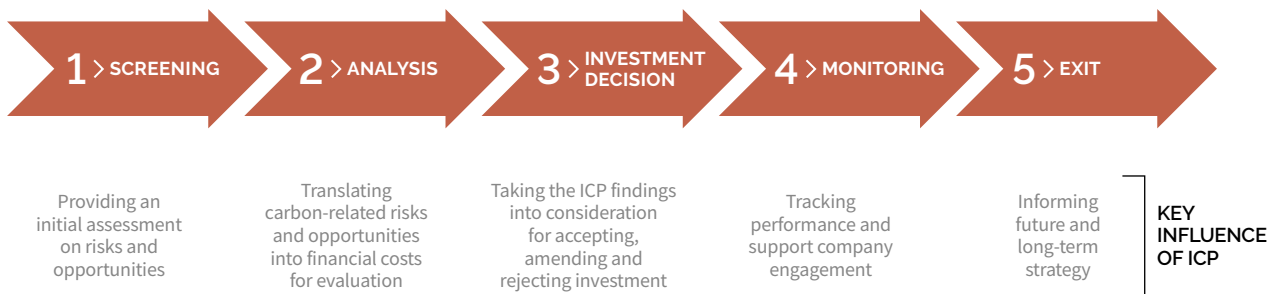 1 > SCREENING
2 > ANALYSIS
3 > INVESTMENT
DECISION
4 > MONITORING
5 > EXIT
Providing an
initial assessment
on risks and
opportunities
Translating
carbon-related risks
and opportunities
into financial costs
for evaluation
Taking the ICP findings
into consideration
for accepting,
amending and
rejecting investment
Tracking
performance and
support company
engagement
Informing
future and
long-term
strategy
KEY
INFLUENCE
OF ICP